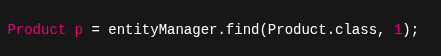 Product p = entityManager.find(Product.class, 1);